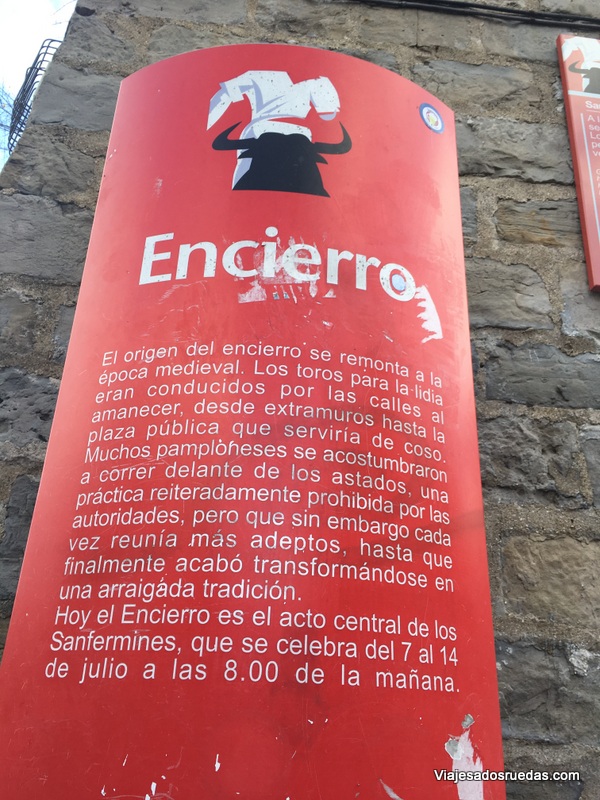 Encierro
El origen del encierro se remonta a la
época medieval. Los toros para la lidia
eran conducidos por las calles al
amanecer, desde extramuros hasta la
plaza pública que serviría de coso.
Muchos pamploneses se acostumbraron
a correr delante de los astados, una
práctica reiteradamente prohibida por las
autoridades, pero que sin embargo cada
vez reunía más adeptos, hasta que
finalmente acabó transformándose en
una arraigada tradición.
Hoy el Encierro es el acto central de los
Sanfermines, que se celebra del 7 al 14
de julio a las 8.00 de la mañana.
Viajesadosruedas.com